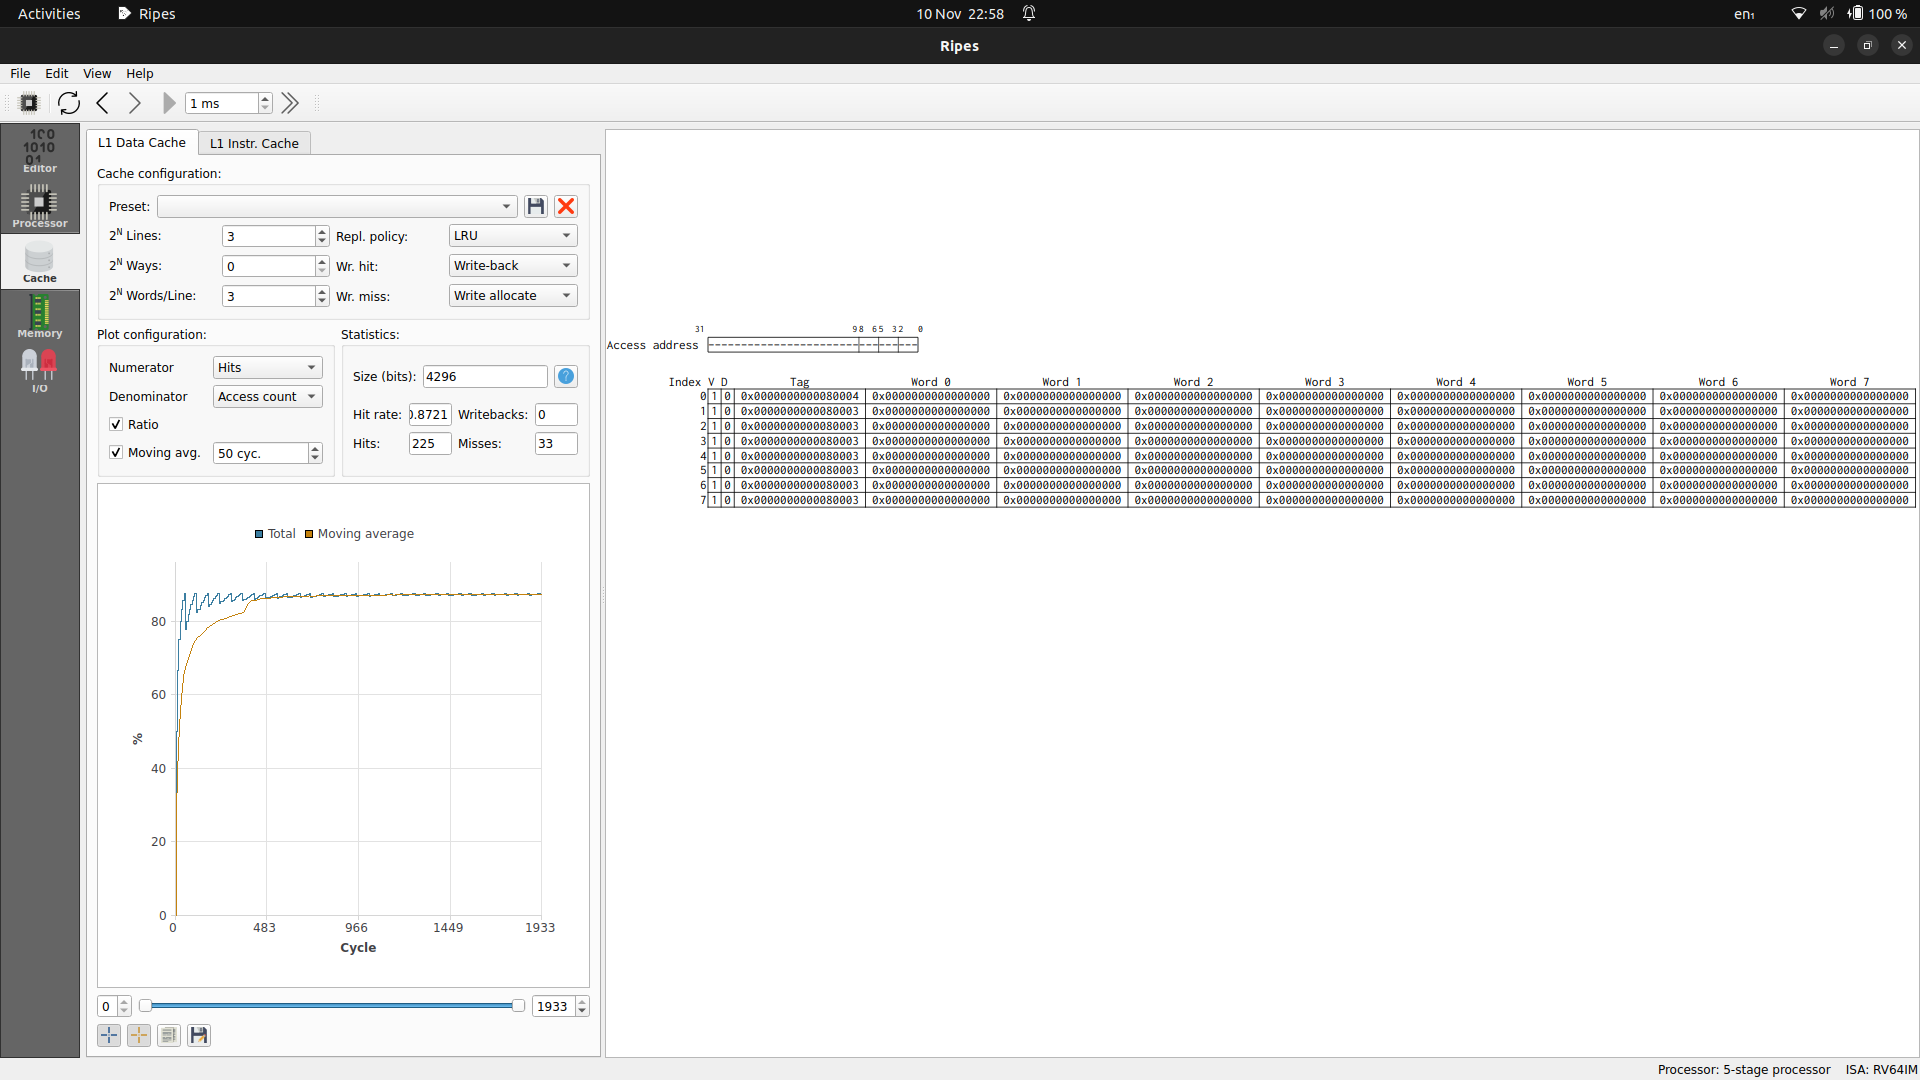 Activities Ripes 10 Nov 22:58 en₁ 100 %
Ripes
File Edit View Help
1 ms
Editor
Processor
Cache
Memory
I/O
L1 Data Cache L1 Instr. Cache
Cache configuration:
Preset:
2^N Lines: 3 Repl. policy: LRU
2^N Ways: 0 Wr. hit: Write-back
2^N Words/Line: 3 Wr. miss: Write allocate
Plot configuration: Statistics:
Numerator Hits
Denominator Access count
Ratio
Moving avg. 50 cyc.
Size (bits): 4296
Hit rate: 0.8721 Writebacks: 0
Hits: 225 Misses: 33
Total Moving average
80
60
%
40
20
0
0 483 966 1449 1933
Cycle
0 1933
31 9 8 6 5 3 2 0
Access address
Index V D Tag Word 0 Word 1 Word 2 Word 3 Word 4 Word 5 Word 6 Word 7
0 1 0 0x0000000000080004 0x0000000000000000 0x0000000000000000 0x0000000000000000 0x0000000000000000 0x0000000000000000 0x0000000000000000 0x0000000000000000 0x0000000000000000
1 1 0 0x0000000000080003 0x0000000000000000 0x0000000000000000 0x0000000000000000 0x0000000000000000 0x0000000000000000 0x0000000000000000 0x0000000000000000 0x0000000000000000
2 1 0 0x0000000000080003 0x0000000000000000 0x0000000000000000 0x0000000000000000 0x0000000000000000 0x0000000000000000 0x0000000000000000 0x0000000000000000 0x0000000000000000
3 1 0 0x0000000000080003 0x0000000000000000 0x0000000000000000 0x0000000000000000 0x0000000000000000 0x0000000000000000 0x0000000000000000 0x0000000000000000 0x0000000000000000
4 1 0 0x0000000000080003 0x0000000000000000 0x0000000000000000 0x0000000000000000 0x0000000000000000 0x0000000000000000 0x0000000000000000 0x0000000000000000 0x0000000000000000
5 1 0 0x0000000000080003 0x0000000000000000 0x0000000000000000 0x0000000000000000 0x0000000000000000 0x0000000000000000 0x0000000000000000 0x0000000000000000 0x0000000000000000
6 1 0 0x0000000000080003 0x0000000000000000 0x0000000000000000 0x0000000000000000 0x0000000000000000 0x0000000000000000 0x0000000000000000 0x0000000000000000 0x0000000000000000
7 1 0 0x0000000000080003 0x0000000000000000 0x0000000000000000 0x0000000000000000 0x0000000000000000 0x0000000000000000 0x0000000000000000 0x0000000000000000 0x0000000000000000
Processor: 5-stage processor ISA: RV64IM